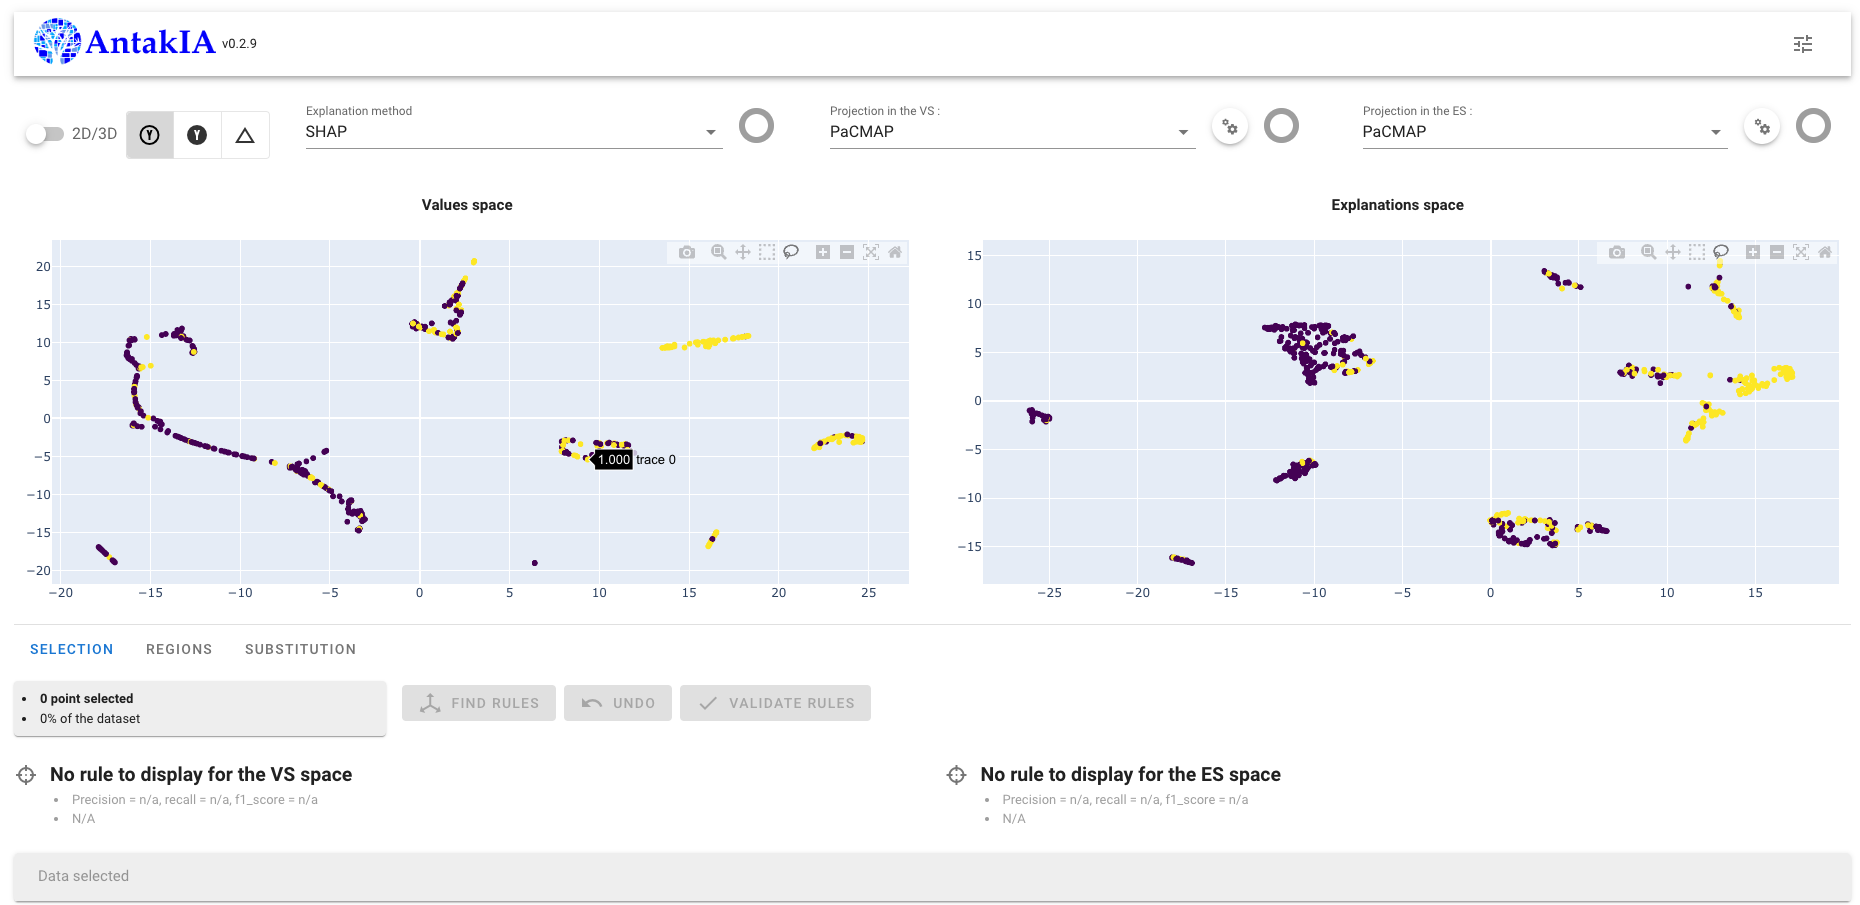 AntakIA v0.2.9
2D/3D
Y Y
Explanation method
SHAP
Projection in the VS :
PaCMAP
Projection in the ES :
PaCMAP
Values space
20
15
10
5
0
−5
−10
−15
−20
−20 −15 −10 −5 0 5 10 15 20 25
1.000 trace 0
Explanations space
15
10
5
0
−5
−10
−15
−25 −20 −15 −10 −5 0 5 10 15
SELECTION REGIONS SUBSTITUTION
• 0 point selected
• 0% of the dataset
FIND RULES UNDO VALIDATE RULES
No rule to display for the VS space
• Precision = n/a, recall = n/a, f1_score = n/a
• N/A
No rule to display for the ES space
• Precision = n/a, recall = n/a, f1_score = n/a
• N/A
Data selected